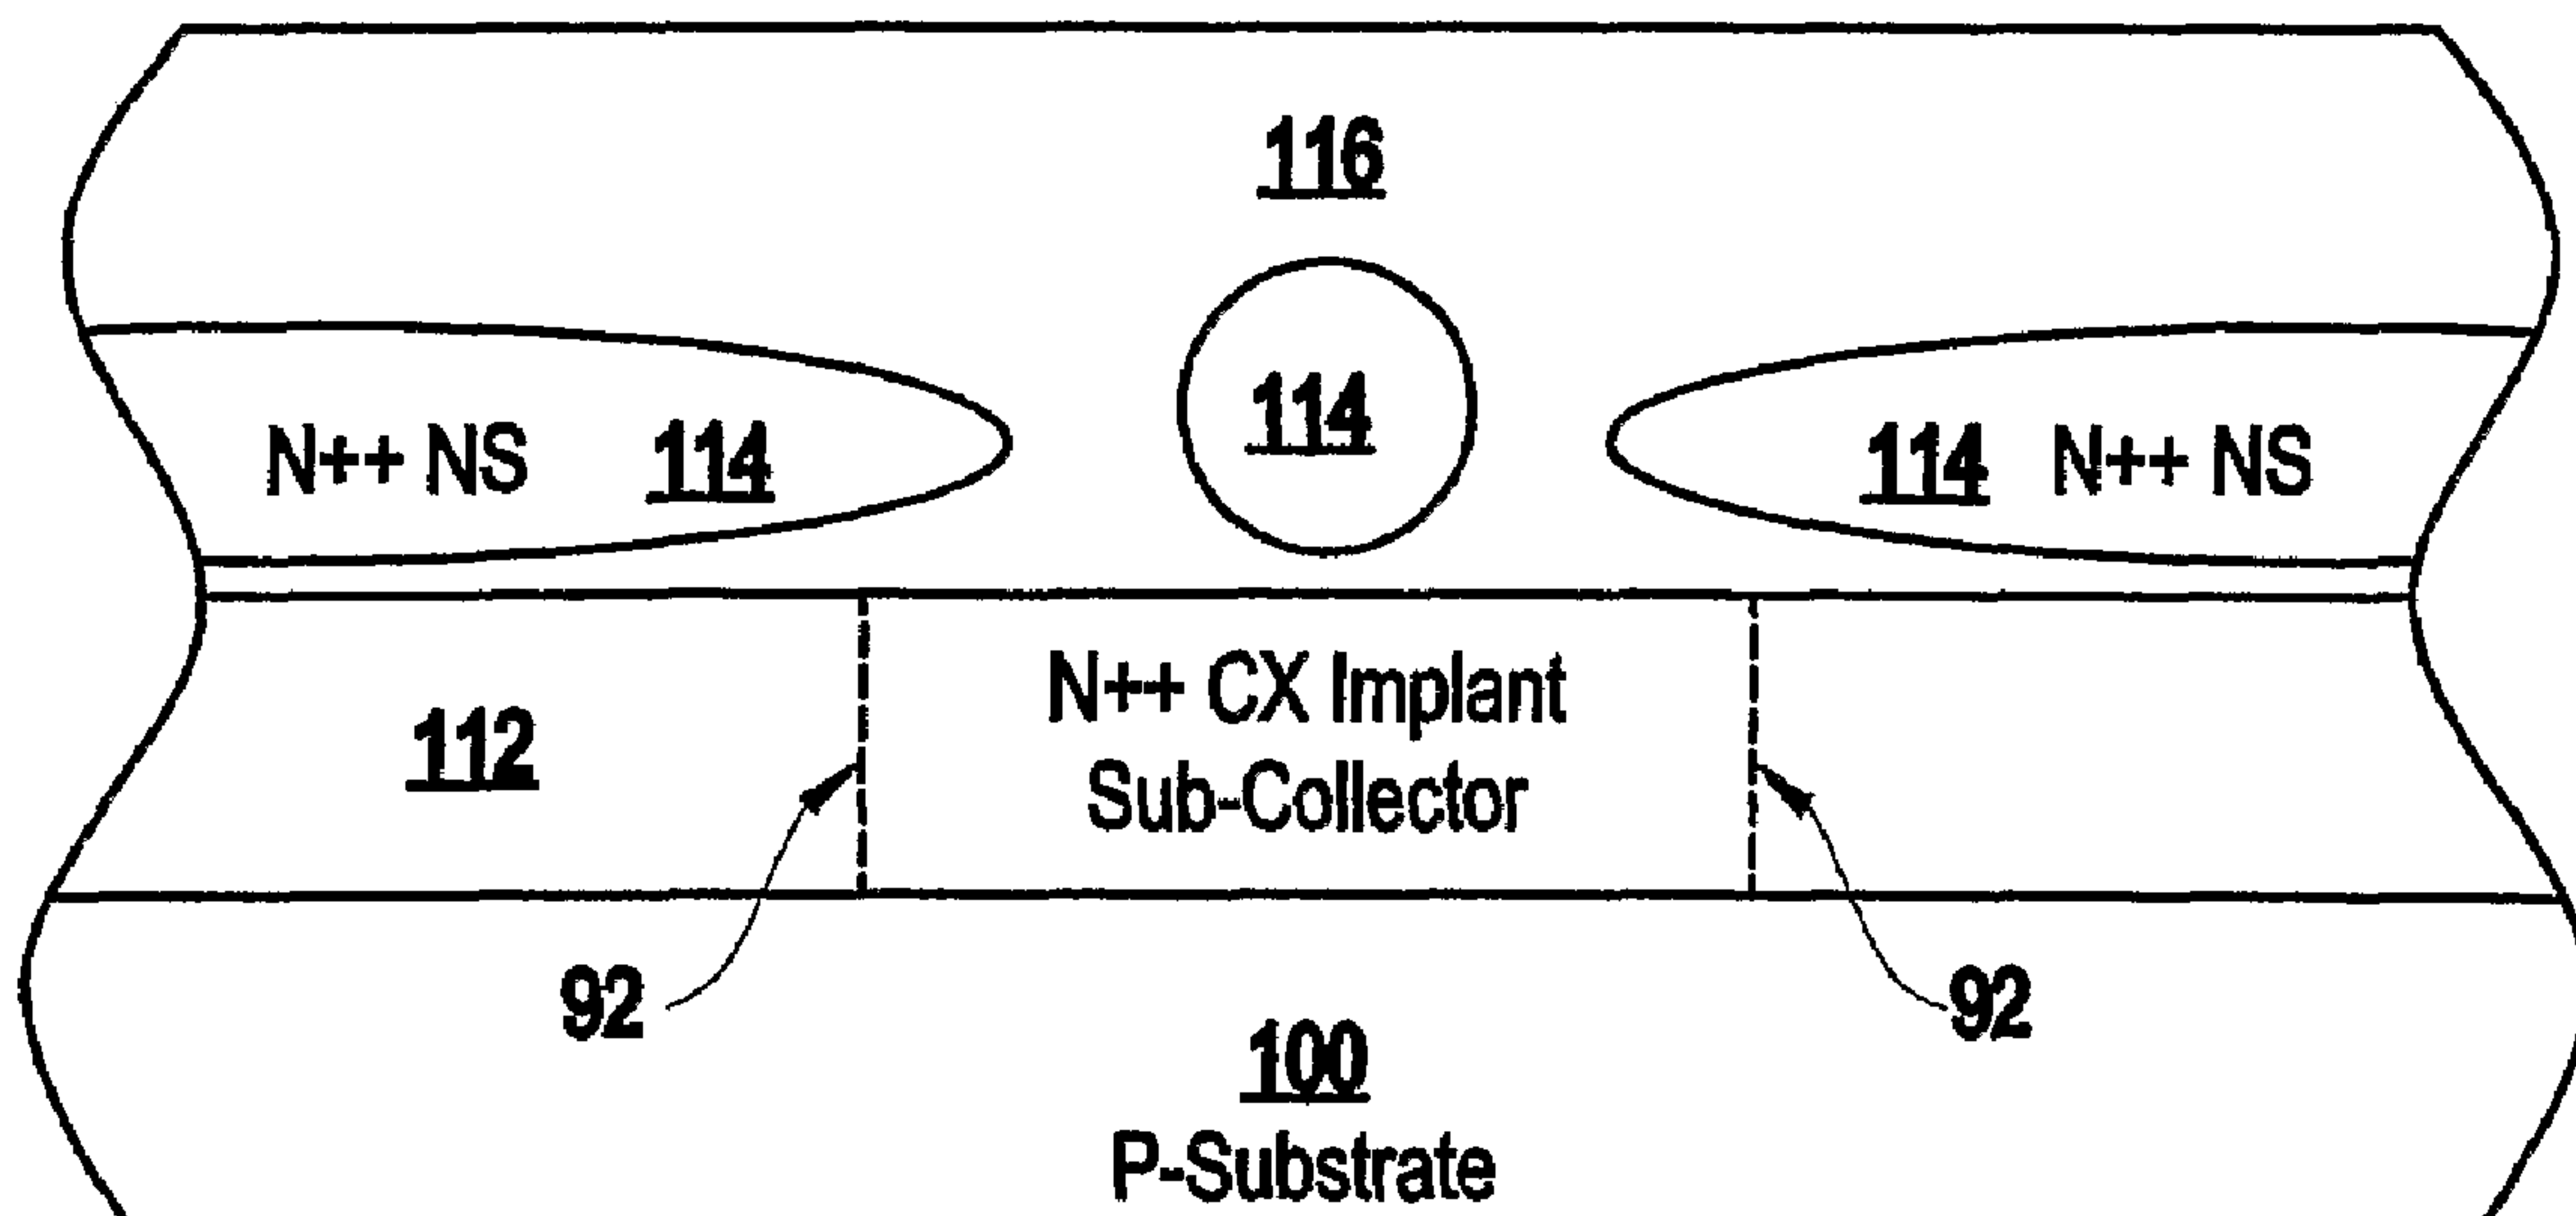 116
114
N++ NS 114
114 N++ NS
N++ CX Implant
Sub-Collector
112
92
92
100
P-Substrate